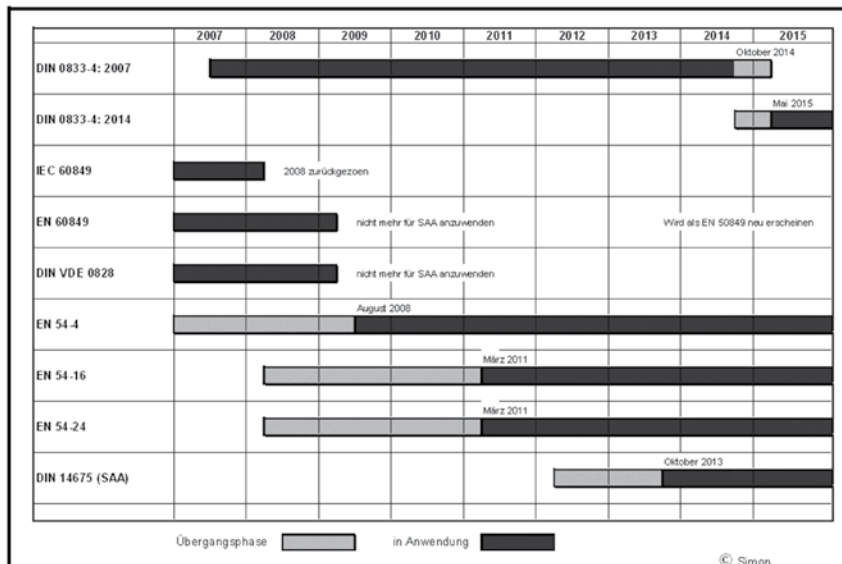 2007 2008 2009 2010 2011 2012 2013 2014 2015
Oktober 2014
DIN 0833-4: 2007
Mai 2015
DIN 0833-4: 2014
IEC 60849 2008 zurückgezoen
EN 60849 nicht mehr für SAA anzuwenden Wird als EN 50849 neu erscheinen
DIN VDE 0828 nicht mehr für SAA anzuwenden
August 2008
EN 54-4
März 2011
EN 54-16
März 2011
EN 54-24
Oktober 2013
DIN 14675 (SAA)
Übergangsphase in Anwendung
© Simon